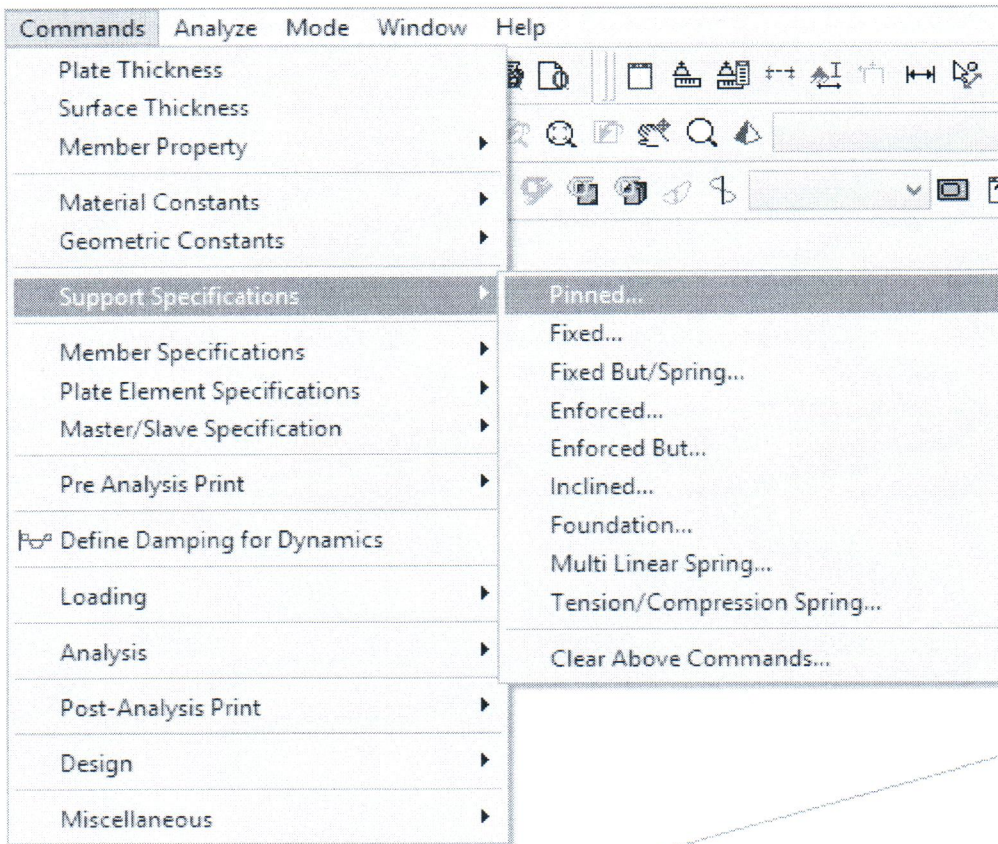 Commands Analyze Mode Window Help
Plate Thickness
Surface Thickness
Member Property
Material Constants
Geometric Constants
Support Specifications
Member Specifications
Plate Element Specifications
Master/Slave Specification
Pre Analysis Print
Define Damping for Dynamics
Loading
Analysis
Post-Analysis Print
Design
Miscellaneous
Pinned...
Fixed...
Fixed But/Spring...
Enforced...
Enforced But...
Inclined...
Foundation...
Multi Linear Spring...
Tension/Compression Spring...
Clear Above Commands...